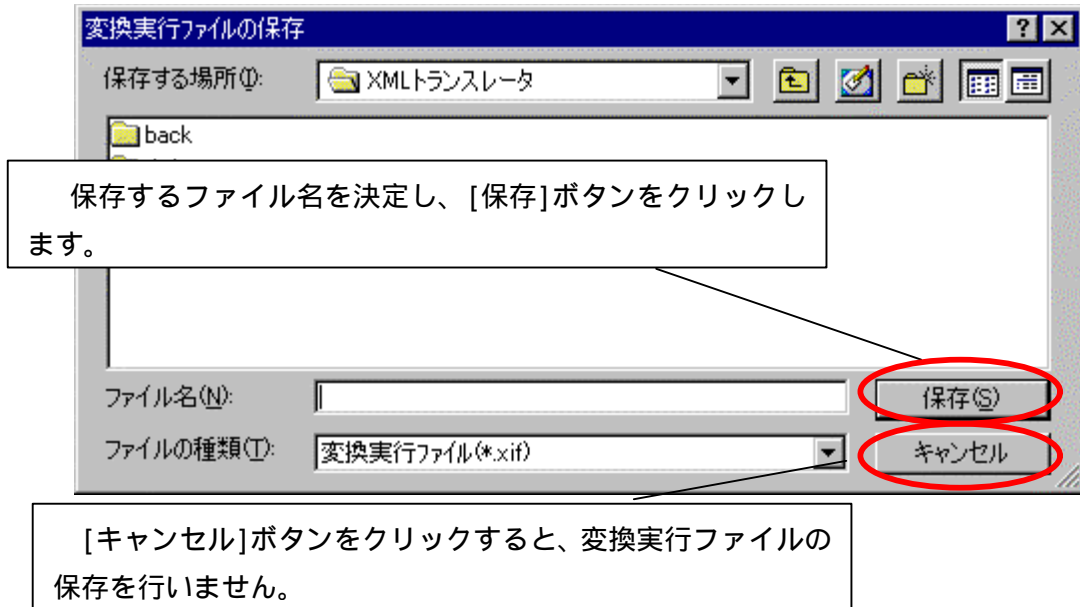 変換実行ファイルの保存
保存する場所(I):
XMLトランスレータ
back
保存するファイル名を決定し、[保存]ボタンをクリックし
ます。
ファイル名(N):
保存(S)
ファイルの種類(T):
変換実行ファイル(*.xif)
キャンセル
[キャンセル]ボタンをクリックすると、変換実行ファイルの
保存を行いません。